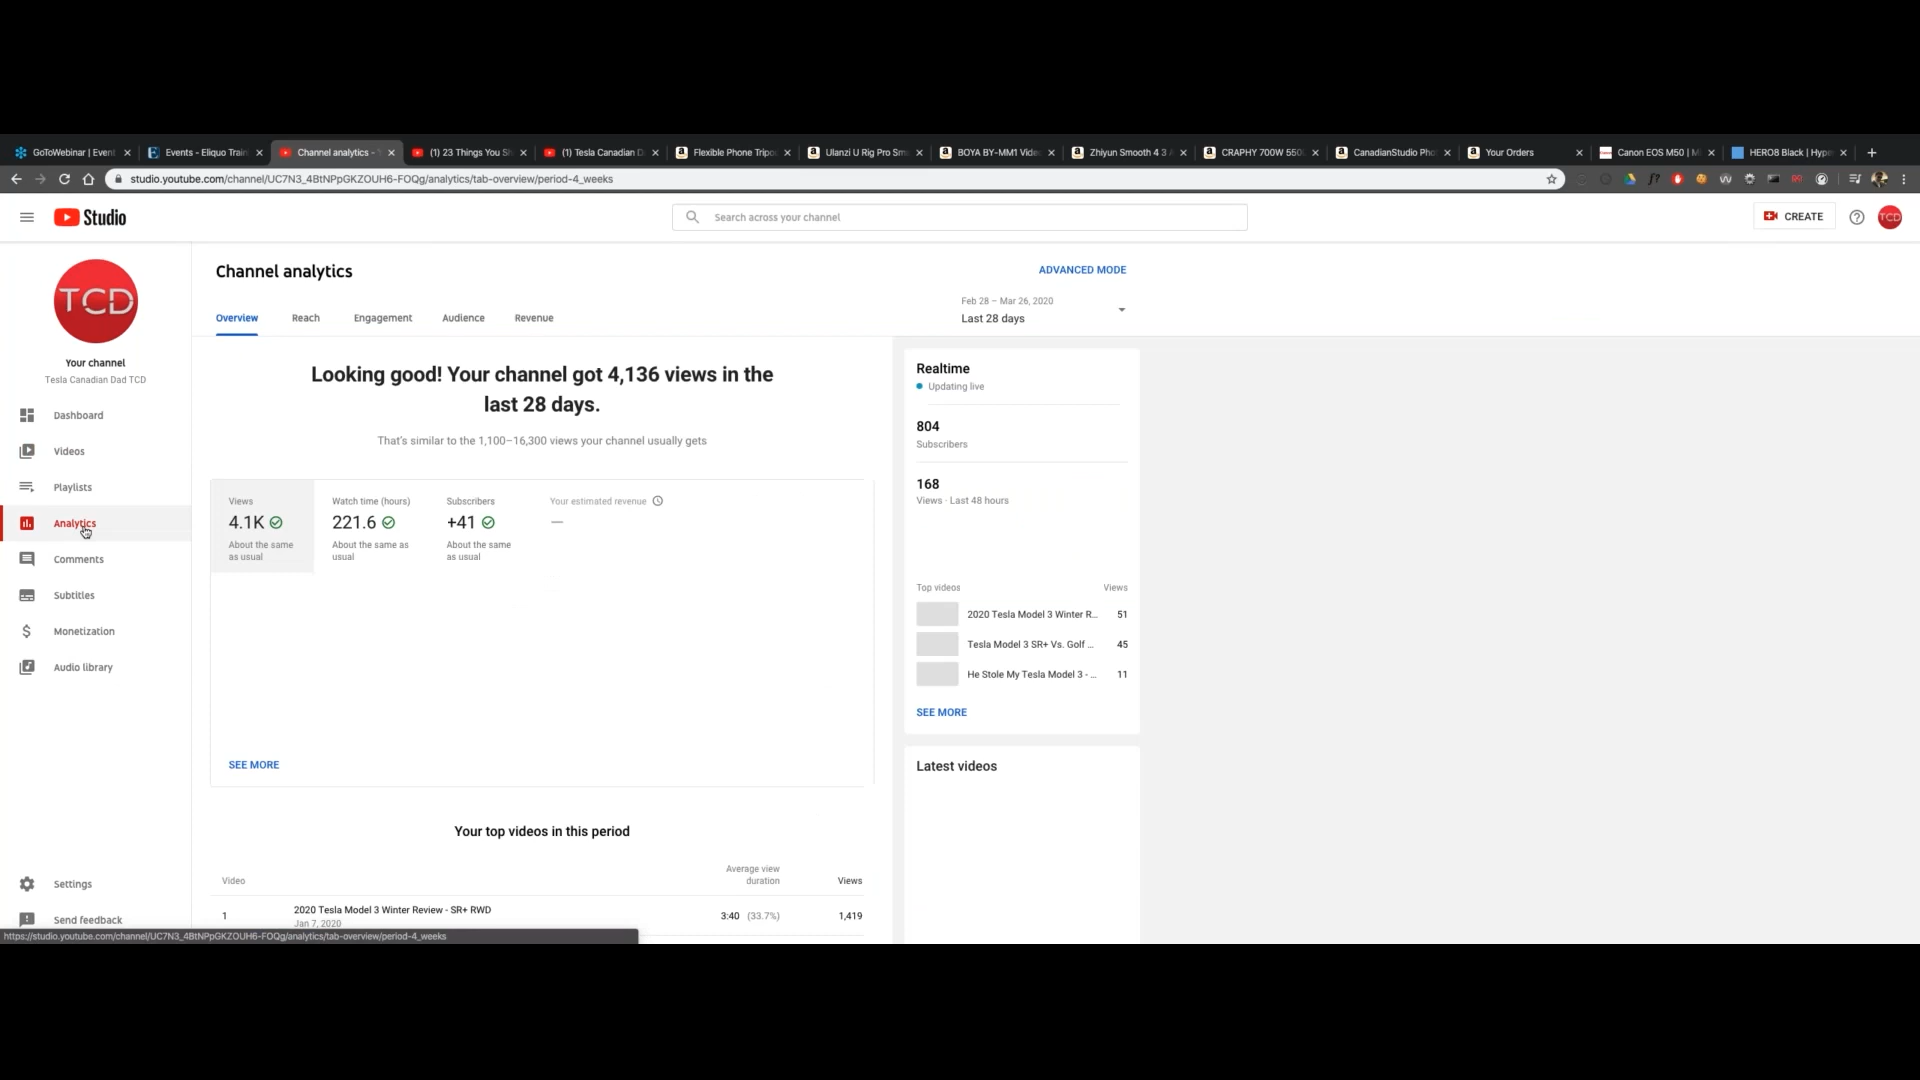 GoToWebinar | Event
Events - Eliquo Train
Channel analytics -
(1) 23 Things You Sh
(1) Tesla Canadian D
Flexible Phone Tripo
Ulanzi U Rig Pro Sm
BOYA BY-MM1 Vide
Zhiyun Smooth 4 3
CRAPHY 700W 550
CanadianStudio Pho
Your Orders
Canon EOS M50 |
HERO8 Black | Hype
studio.youtube.com/channel/UC7N3_4BtNPpGKZOUH6-FOQg/analytics/tab-overview/period-4_weeks
Studio
Search across your channel
CREATE
TCD
TCD
Your channel
Tesla Canadian Dad TCD
Dashboard
Videos
Playlists
Analytics
Comments
Subtitles
Monetization
Audio library
Settings
Send feedback
Channel analytics
ADVANCED MODE
Overview
Reach
Engagement
Audience
Revenue
Feb 28 – Mar 26, 2020
Last 28 days
Looking good! Your channel got 4,136 views in the
last 28 days.
That's similar to the 1,100–16,300 views your channel usually gets
Views
4.1K
About the same
as usual
Watch time (hours)
221.6
About the same as
usual
Subscribers
+41
About the same
as usual
Your estimated revenue
—
SEE MORE
Your top videos in this period
Video
Average view
duration
Views
1
2020 Tesla Model 3 Winter Review - SR+ RWD
Jan 7, 2020
3:40 (33.7%)
1,419
Realtime
Updating live
804
Subscribers
168
Views · Last 48 hours
Top videos
Views
2020 Tesla Model 3 Winter R... 51
Tesla Model 3 SR+ Vs. Golf ... 45
He Stole My Tesla Model 3 - ... 11
SEE MORE
Latest videos
https://studio.youtube.com/channel/UC7N3_4BtNPpGKZOUH6-FOQg/analytics/tab-overview/period-4_weeks